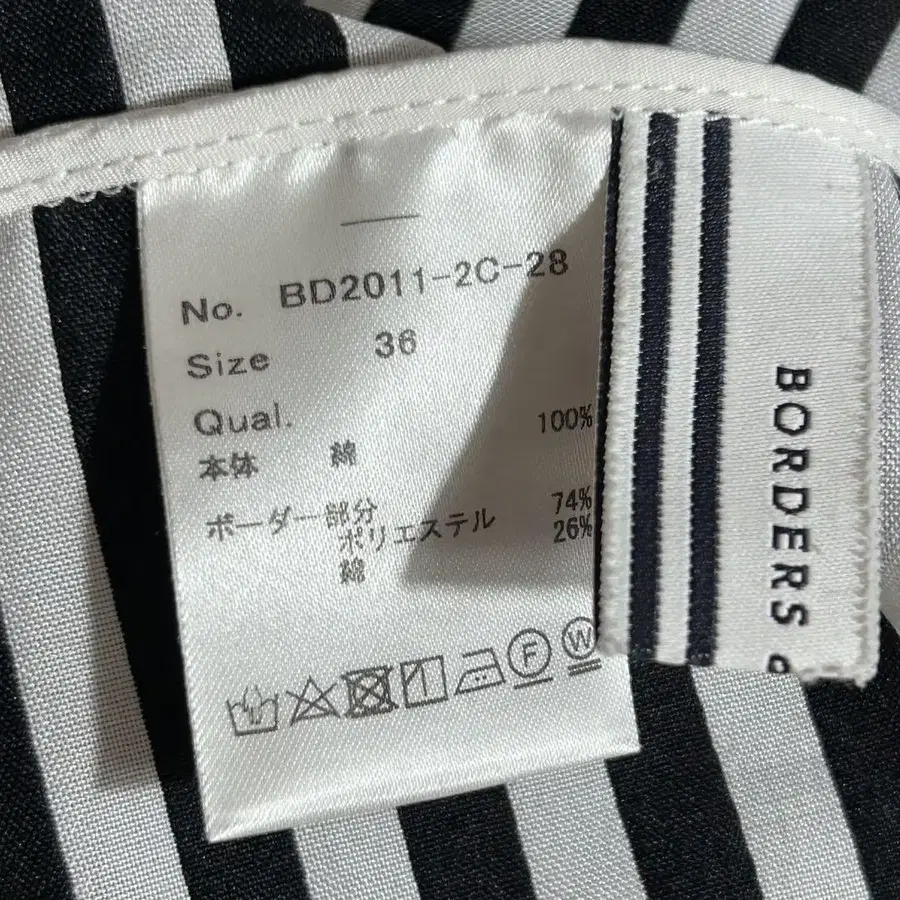 No. BD2011-2C-28
Size 36
Qual.
本体 綿 100%
ボーダー部分
ポリエステル 74%
綿 26%
F
W
BORDERS